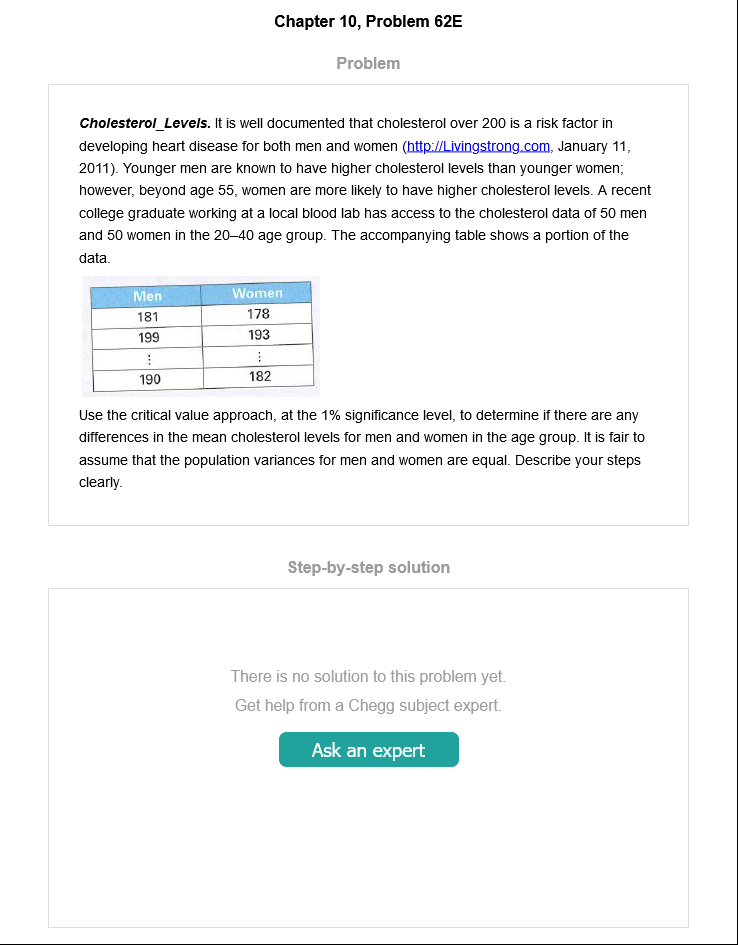 Chapter 10, Problem 62E
Problem
Cholesterol_Levels. It is well documented that cholesterol over 200 is a risk factor in
developing heart disease for both men and women (http://Livingstrong.com, January 11,
2011). Younger men are known to have higher cholesterol levels than younger women;
however, beyond age 55, women are more likely to have higher cholesterol levels. A recent
college graduate working at a local blood lab has access to the cholesterol data of 50 men
and 50 women in the 20–40 age group. The accompanying table shows a portion of the
data.
Men Women
181 178
199 193
⋮ ⋮
190 182
Use the critical value approach, at the 1% significance level, to determine if there are any
differences in the mean cholesterol levels for men and women in the age group. It is fair to
assume that the population variances for men and women are equal. Describe your steps
clearly.
Step-by-step solution
There is no solution to this problem yet.
Get help from a Chegg subject expert.
Ask an expert